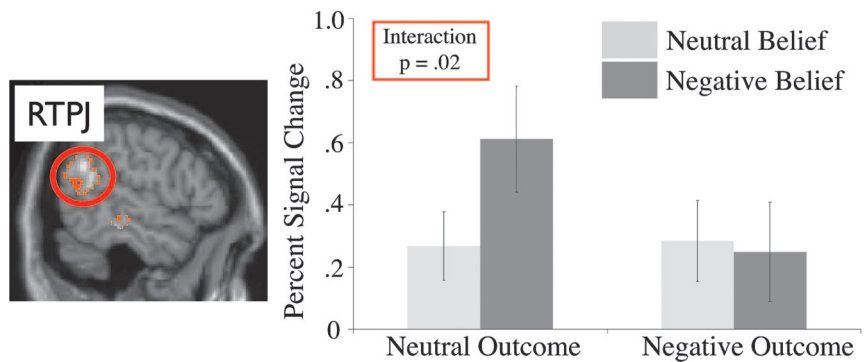 RTPJ
Percent Signal Change
1.0
.8
.6
.4
.2
0
Interaction
p = .02
Neutral Belief
Negative Belief
Neutral Outcome
Negative Outcome